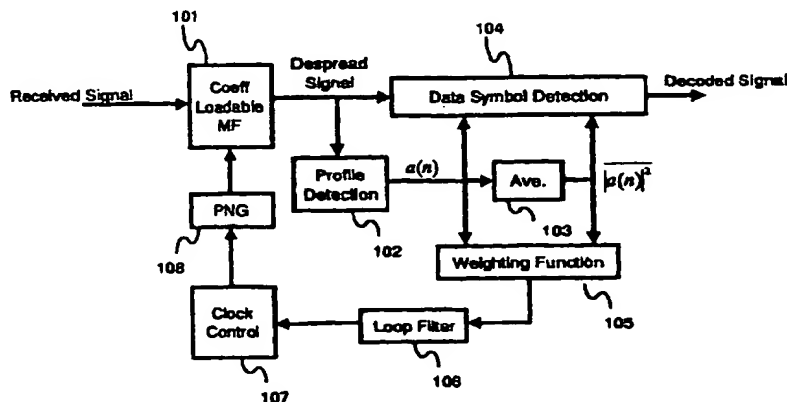 101
104
Received Signal
Coeff
Loadable
MF
Despread
Signal
Data Symbol Detection
Decoded Signal
Profile
Detection
a(n)
Ave.
|a(n)|²
PNG
102
103
108
Weighting Function
Clock
Control
Loop Filter
105
106
107